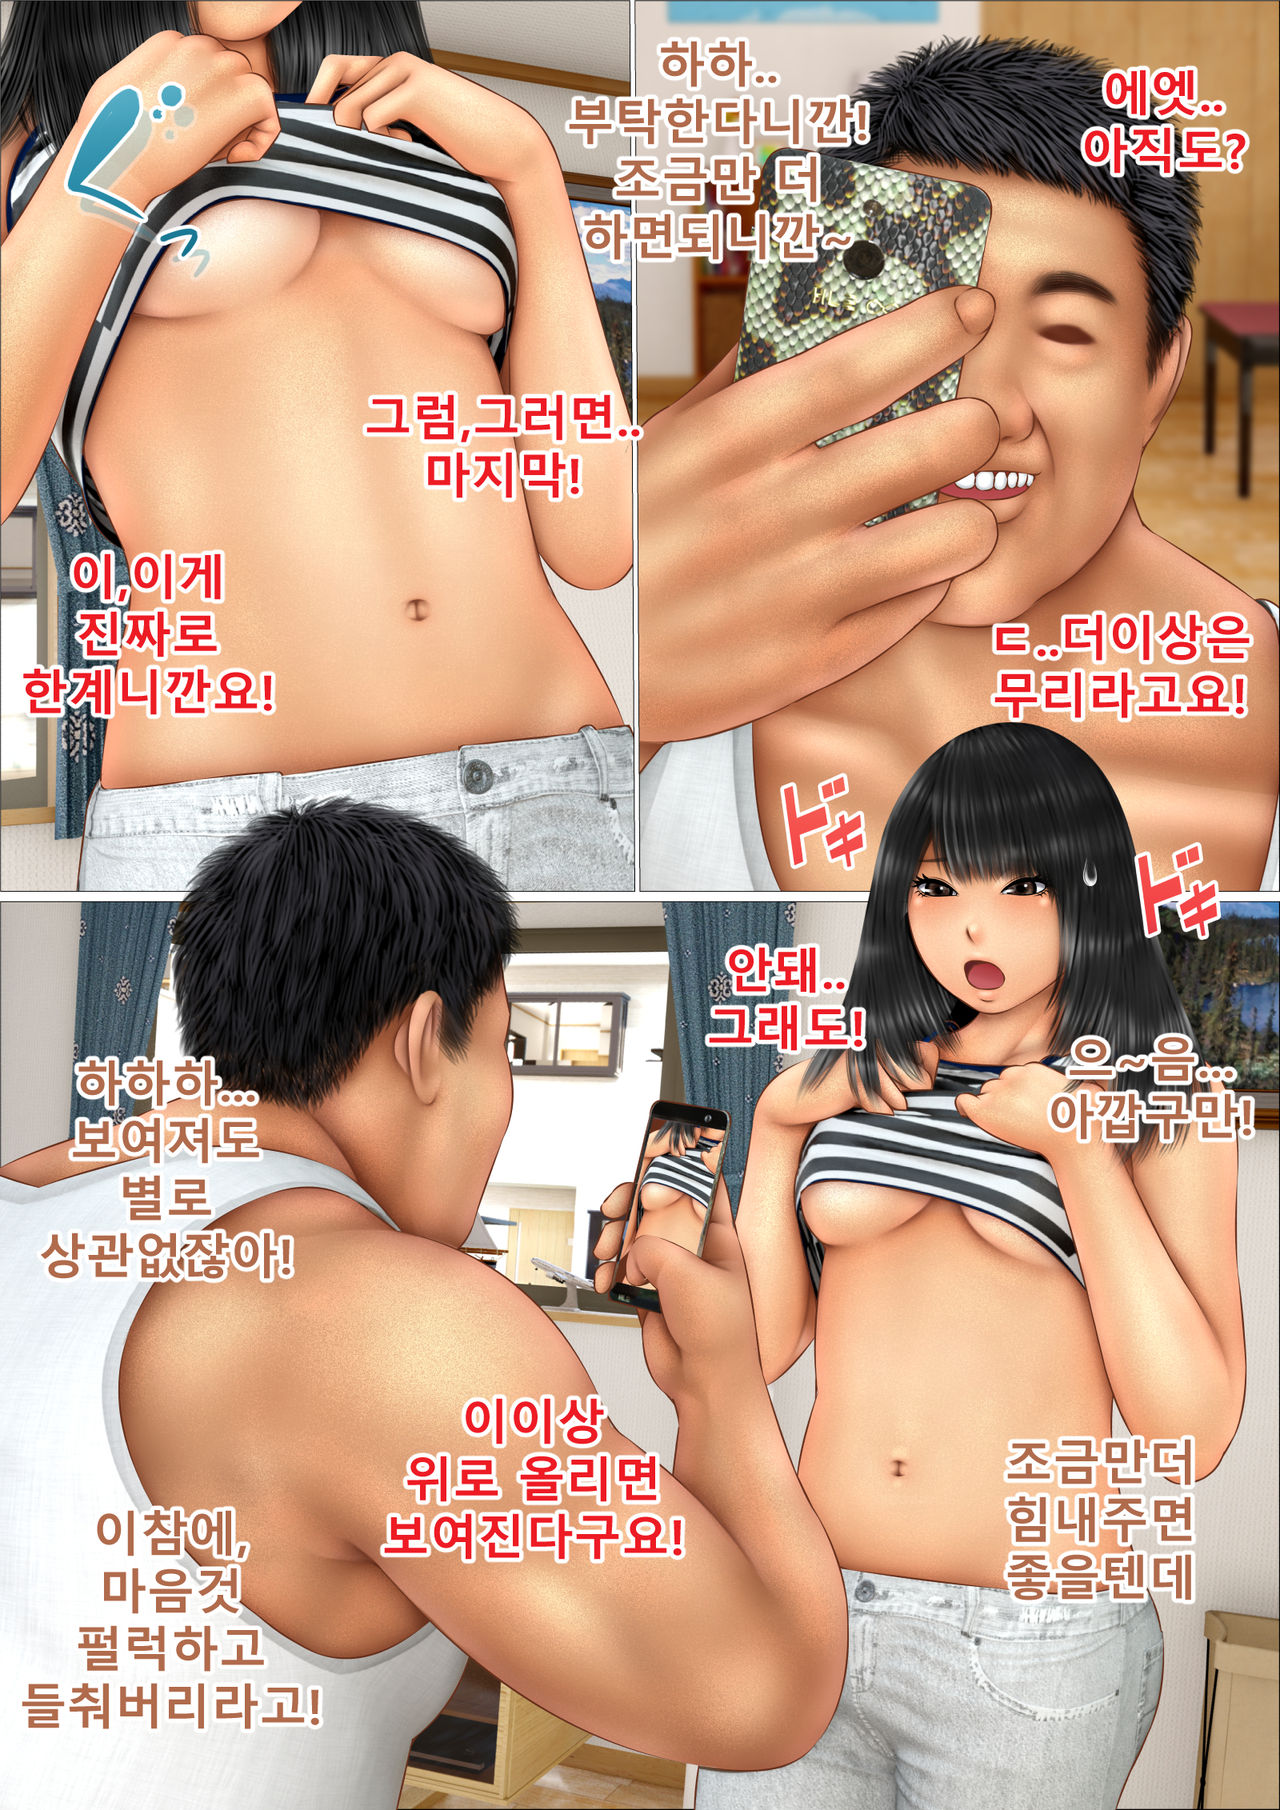 하하..
부탁한다니깐!
조금만 더
하면되니깐~
에엣..
아직도?
그럼,그러면..
마지막!
이,이게
진짜로
한계니깐요!
ㄷ..더이상은
무리라고요!
ドキ
ドキ
안돼..
그래도!
으~음...
아깝구만!
하하하...
보여져도
별로
상관없잖아!
이이상
위로 올리면
보여진다구요!
조금만더
힘내주면
좋을텐데
이참에,
마음것
펄럭하고
들춰버리라고!